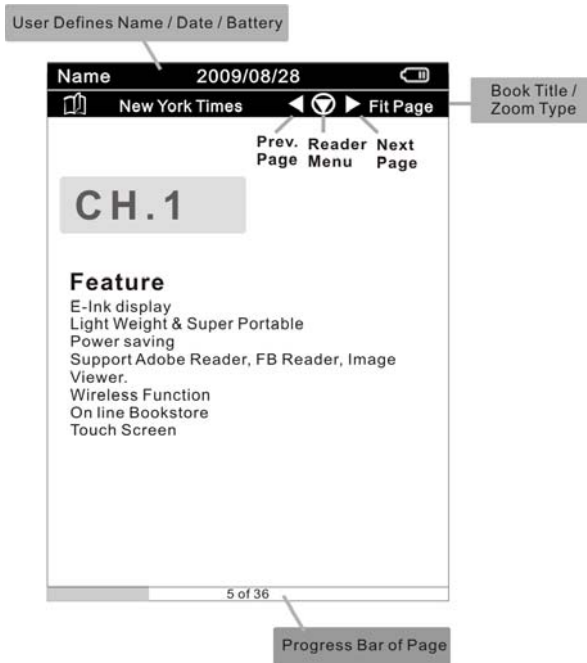 User Defines Name / Date / Battery
Name 2009/08/28
New York Times Fit Page
Book Title /
Zoom Type
Prev. Reader Next
Page Menu Page
CH.1
Feature
E-Ink display
Light Weight & Super Portable
Power saving
Support Adobe Reader, FB Reader, Image
Viewer.
Wireless Function
On line Bookstore
Touch Screen
5 of 36
Progress Bar of Page